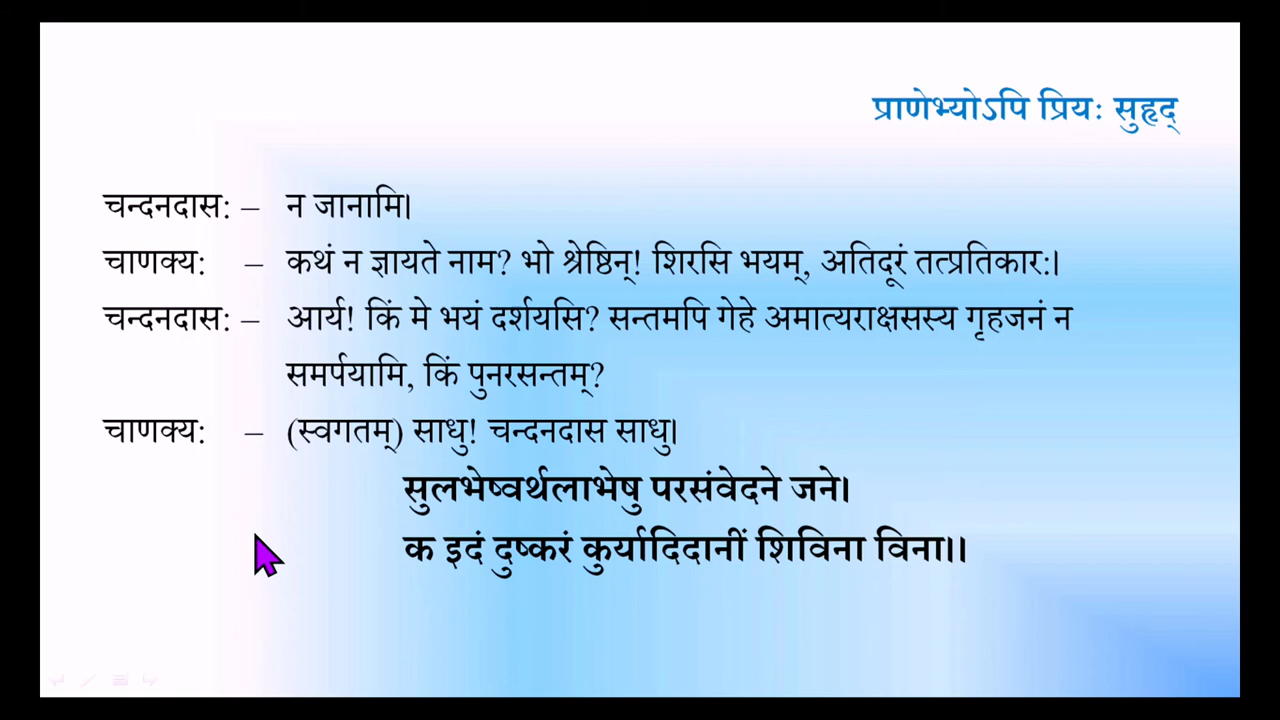 प्राणेभ्योऽपि प्रियः सुहृद्
चन्दनदास: – न जानामि।
चाणक्य: – कथं न ज्ञायते नाम? भो श्रेष्ठिन्! शिरसि भयम्, अतिदूरं तत्प्रतिकार:।
चन्दनदास: – आर्य! किं मे भयं दर्शयसि? सन्तमपि गेहे अमात्यराक्षसस्य गृहजनं न
समर्पयामि, किं पुनरसन्तम्?
चाणक्य: – (स्वगतम्) साधु! चन्दनदास साधु।
सुलभेष्वर्थलाभेषु परसंवेदने जने।
क इदं दुष्करं कुर्यादिदानीं शिविना विना।।